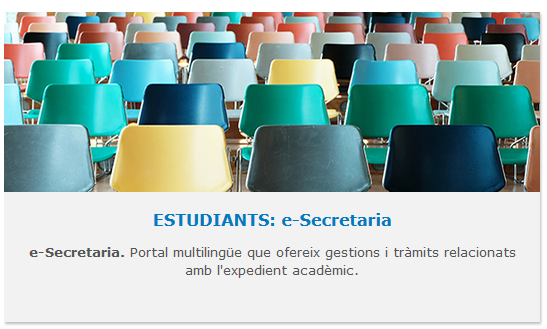 ESTUDIANTS: e-Secretaria
e-Secretaria. Portal multilingüe que ofereix gestions i tràmits relacionats
amb l'expedient acadèmic.